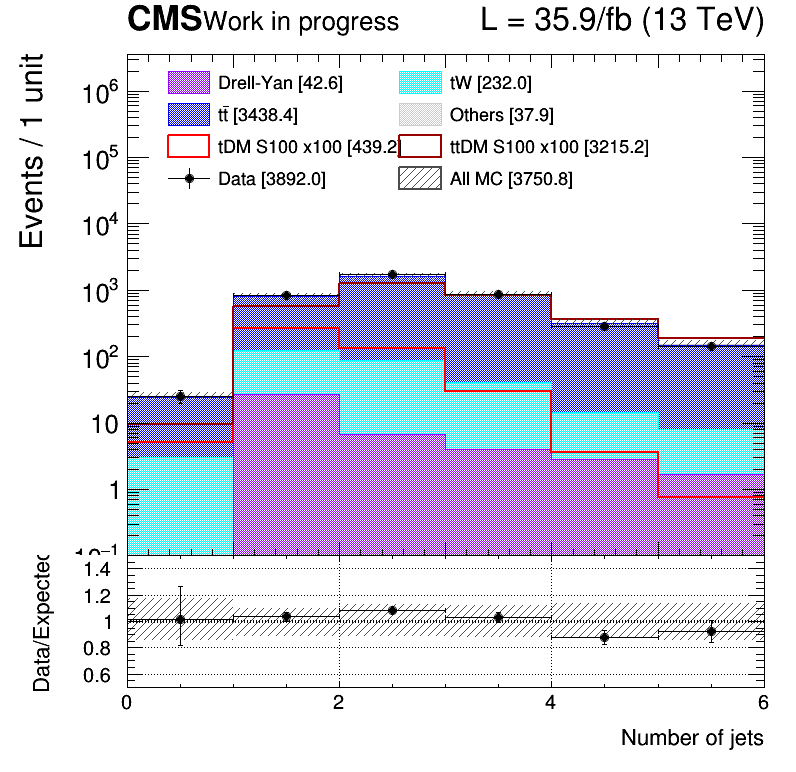 CMS Work in progress L = 35.9/fb (13 TeV)
Events / 1 unit
Drell-Yan [42.6] tW [232.0]
tt̄ [3438.4] Others [37.9]
tDM S100 x100 [439.2] ttDM S100 x100 [3215.2]
Data [3892.0] All MC [3750.8]
10⁶
10⁵
10⁴
10³
10²
10
1
10⁻¹
Data/Expected
1.4
1.2
1
0.8
0.6
0 2 4 6
Number of jets